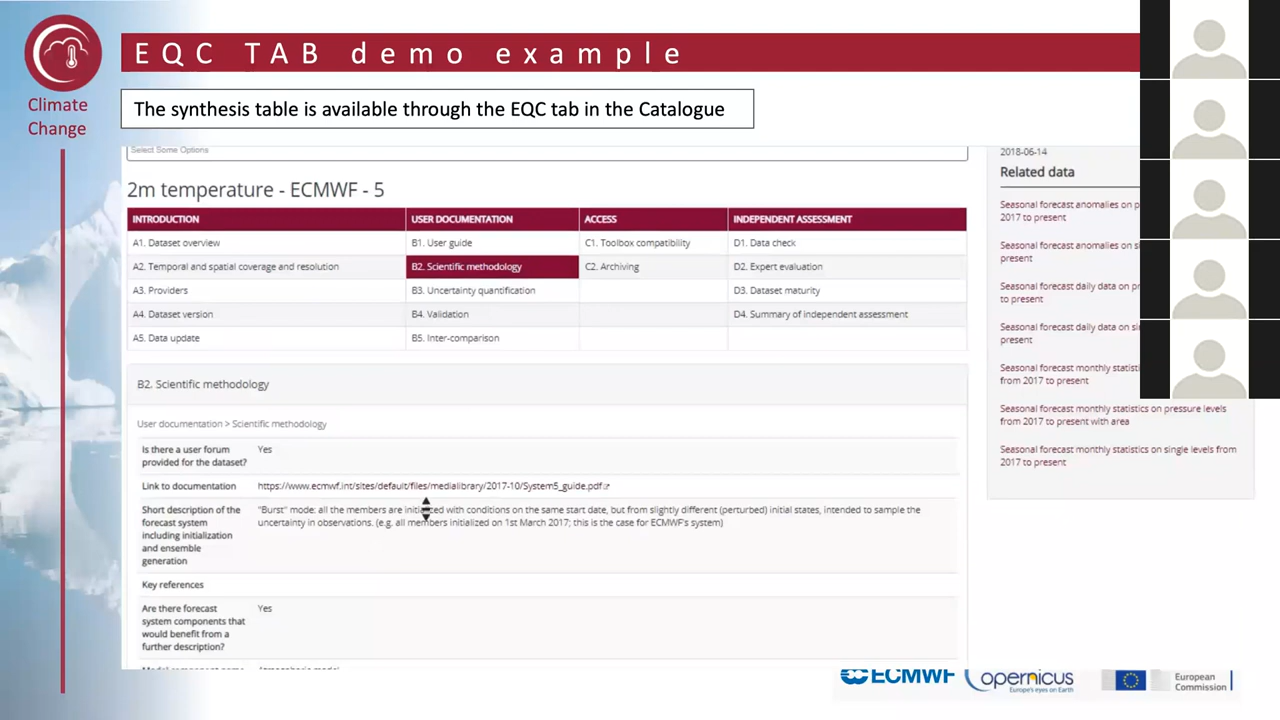 EQC TAB demo example
Climate
Change
The synthesis table is available through the EQC tab in the Catalogue
Select Some Options
2m temperature - ECMWF - 5
INTRODUCTION USER DOCUMENTATION ACCESS INDEPENDENT ASSESSMENT
A1. Dataset overview B1. User guide C1. Toolbox compatibility D1. Data check
A2. Temporal and spatial coverage and resolution B2. Scientific methodology C2. Archiving D2. Expert evaluation
A3. Providers B3. Uncertainty quantification D3. Dataset maturity
A4. Dataset version B4. Validation D4. Summary of independent assessment
A5. Data update B5. Inter-comparison
B2. Scientific methodology
User documentation > Scientific methodology
Is there a user forum
provided for the dataset?
Yes
Link to documentation https://www.ecmwf.int/sites/default/files/medialibrary/2017-10/System5_guide.pdf
Short description of the
forecast system
including initialization
and ensemble
generation
"Burst" mode: all the members are initialized with conditions on the same start date, but from slightly different (perturbed) initial states, intended to sample the
uncertainty in observations. (e.g. all members initialized on 1st March 2017; this is the case for ECMWF's system)
Key references
Are there forecast
system components that
would benefit from a
further description?
Yes
2018-06-14
Related data
Seasonal forecast anomalies on p
2017 to present
Seasonal forecast anomalies on s
present
Seasonal forecast daily data on pr
to present
Seasonal forecast daily data on si
present
Seasonal forecast monthly statisti
from 2017 to present
Seasonal forecast monthly statistics on pressure levels
from 2017 to present with area
Seasonal forecast monthly statistics on single levels from
2017 to present
ECMWF
opernicus
Europe's eyes on Earth
European
Commission